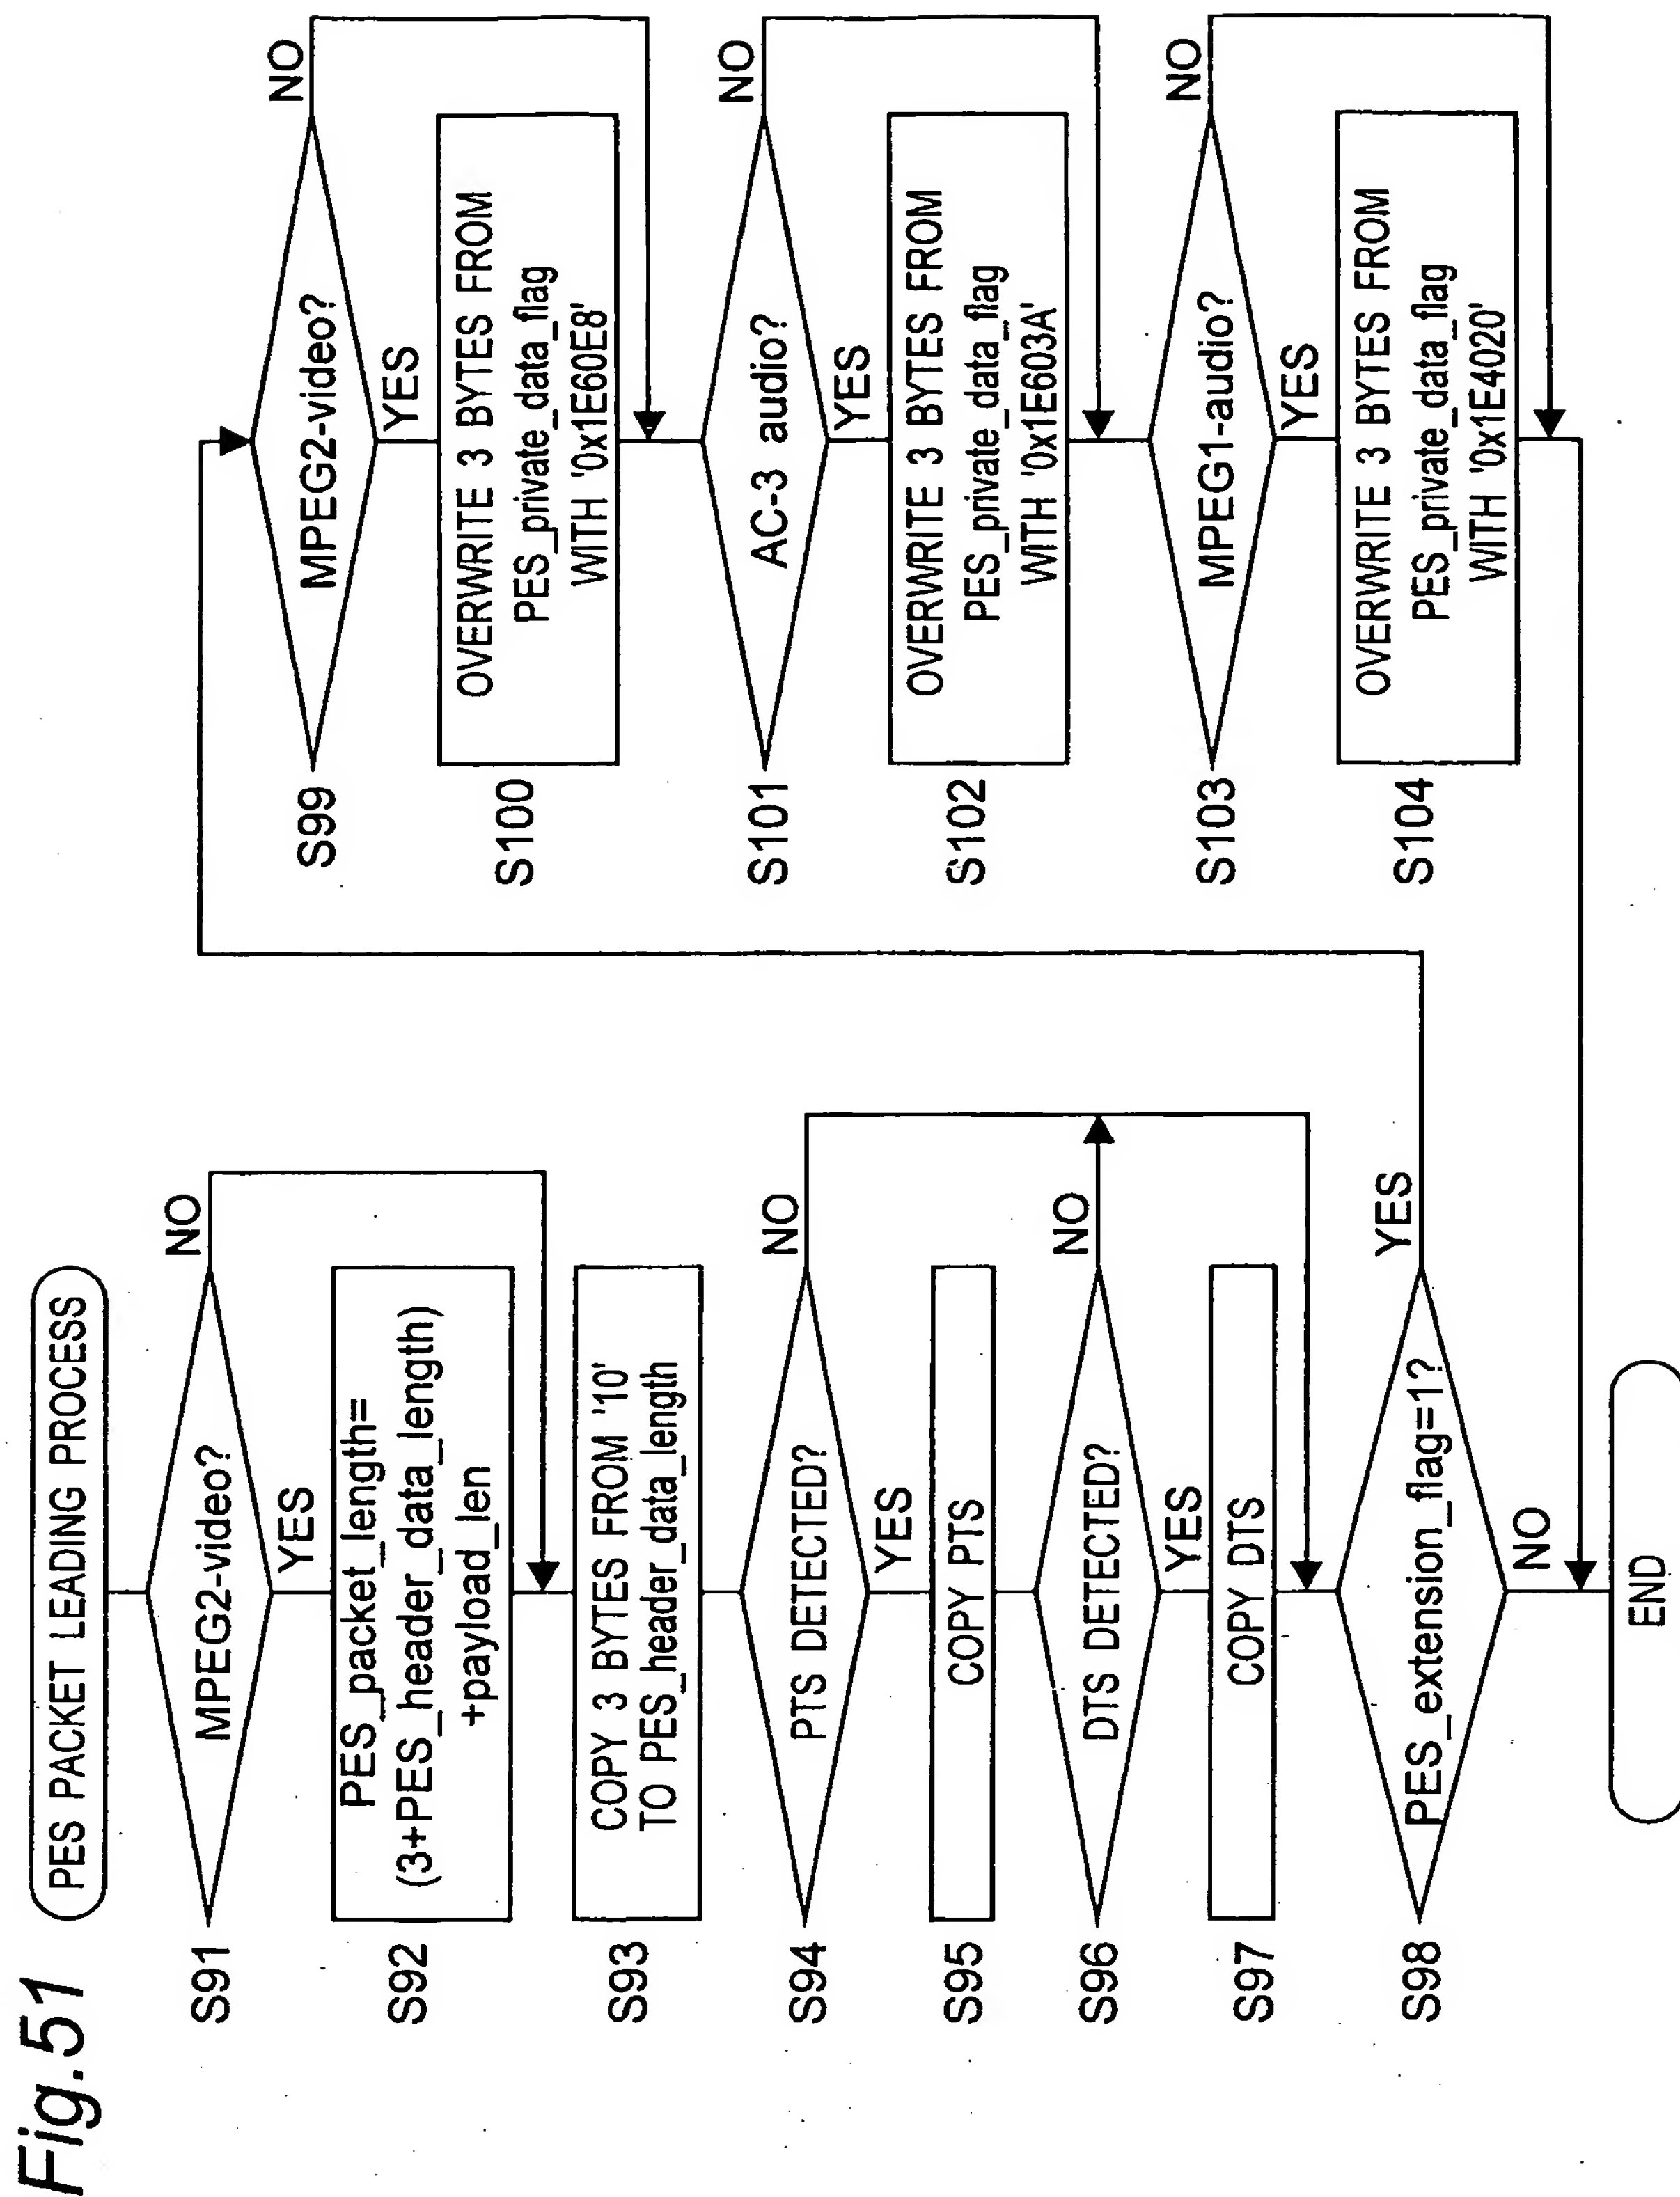 Fig.51
PES PACKET LEADING PROCESS
S91
MPEG2-video?
NO
YES
S92
PES_packet_length=
(3+PES_header_data_length)
+payload_len
S93
COPY 3 BYTES FROM '10'
TO PES_header_data_length
S94
PTS DETECTED?
NO
YES
S95
COPY PTS
S96
DTS DETECTED?
NO
YES
S97
COPY DTS
S98
PES_extension_flag=1?
YES
NO
END
S99
MPEG2-video?
NO
YES
S100
OVERWRITE 3 BYTES FROM
PES_private_data_flag
WITH '0x1E60E8'
S101
AC-3 audio?
NO
YES
S102
OVERWRITE 3 BYTES FROM
PES_private_data_flag
WITH '0x1E603A'
S103
MPEG1-audio?
NO
YES
S104
OVERWRITE 3 BYTES FROM
PES_private_data_flag
WITH '0x1E4020'